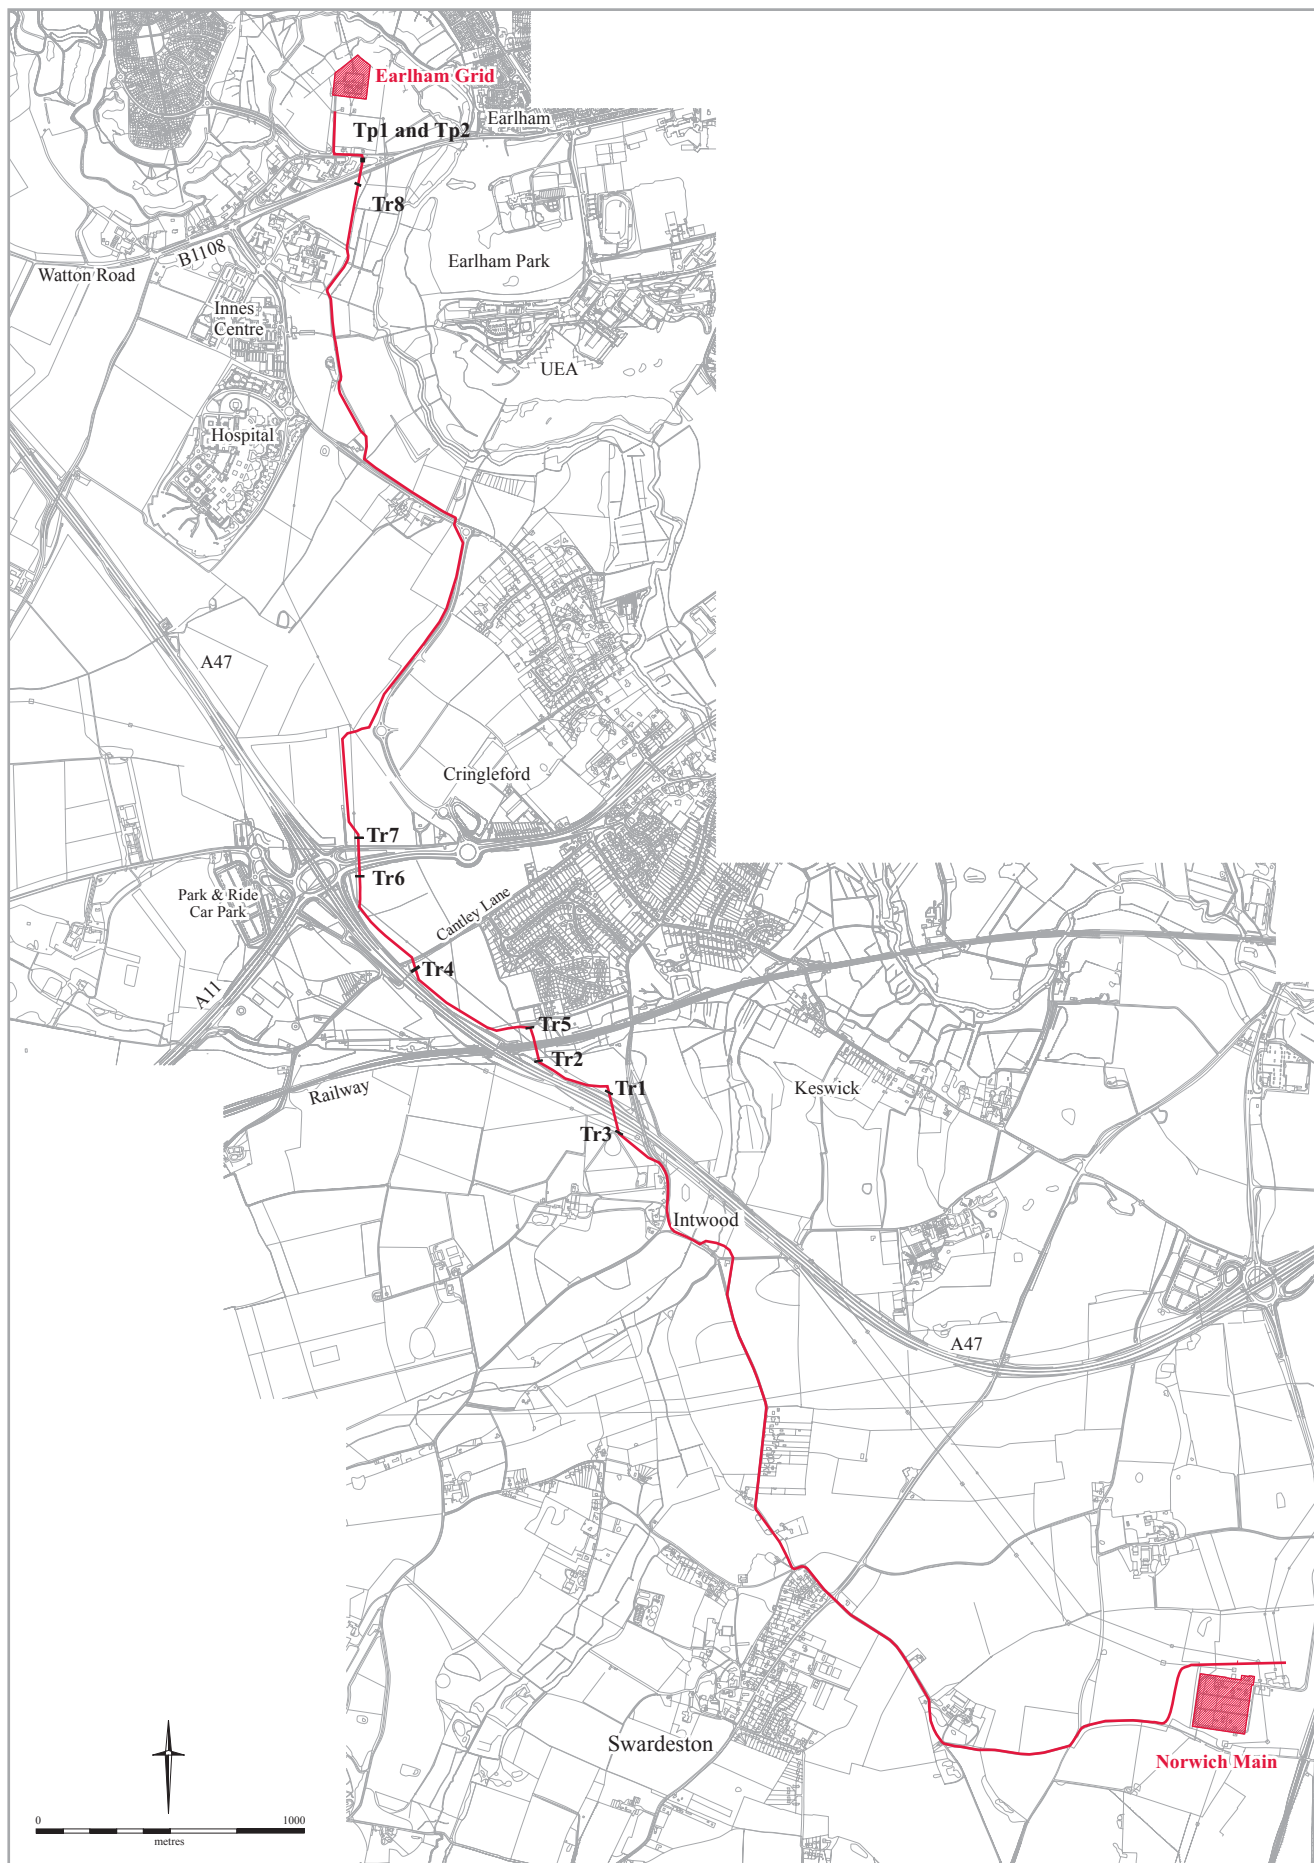 Earlham Grid
Earlham
Tp1 and Tp2
Tr8
B1108
Watton Road
Earlham Park
Innes
Centre
UEA
Hospital
A47
Cringleford
Tr7
Tr6
Park & Ride
Car Park
Cantley Lane
Tr4
A11
Tr5
Tr2
Railway
Tr1
Keswick
Tr3
Intwood
A47
Swardeston
Norwich Main
0 1000
metres